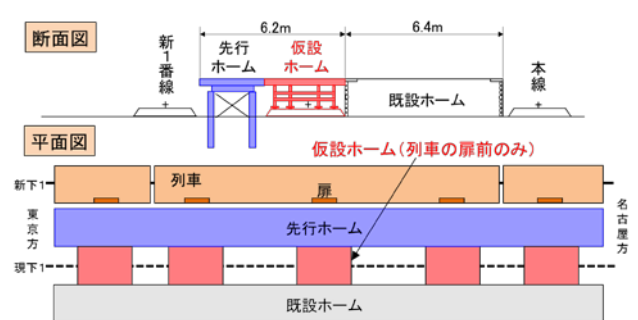 断面図
6.2m
6.4m
新1番線
先行
ホーム
仮設
ホーム
既設ホーム
本線
平面図
仮設ホーム(列車の扉前のみ)
新下1
列車
扉
東京方
先行ホーム
名古屋方
現下1
既設ホーム